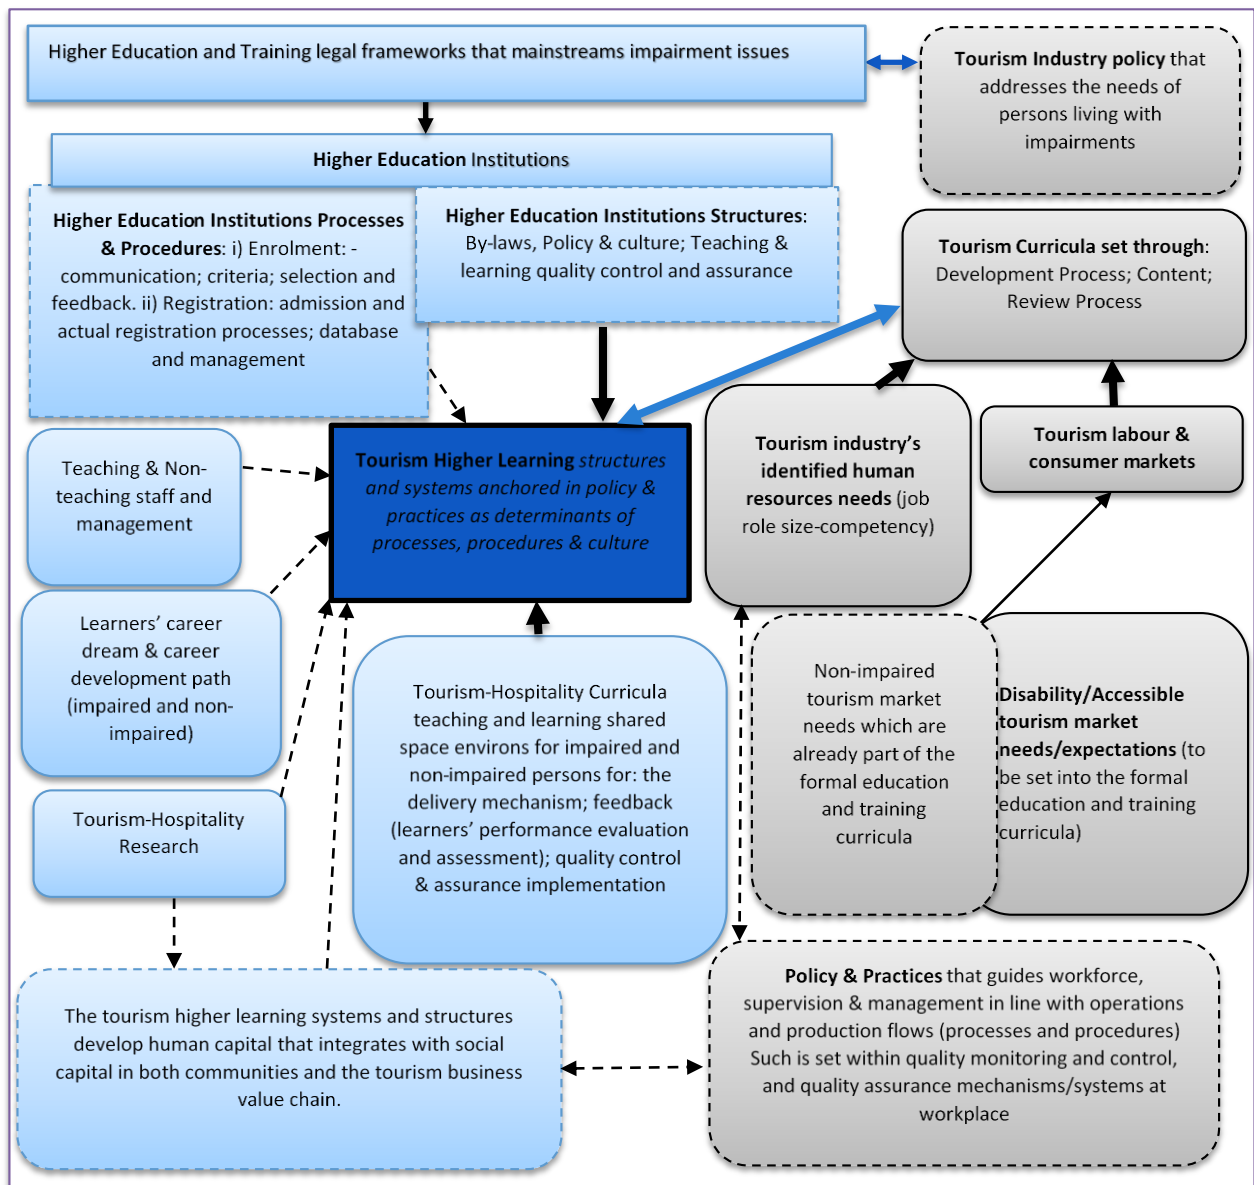 Higher Education and Training legal frameworks that mainstreams impairment issues
Tourism Industry policy that
addresses the needs of
persons living with
impairments
Higher Education Institutions
Higher Education Institutions Processes
& Procedures: i) Enrolment: -
communication; criteria; selection and
feedback. ii) Registration: admission and
actual registration processes; database
and management
Higher Education Institutions Structures:
By-laws, Policy & culture; Teaching &
learning quality control and assurance
Tourism Curricula set through:
Development Process; Content;
Review Process
Teaching & Non-
teaching staff and
management
Tourism Higher Learning structures
and systems anchored in policy &
practices as determinants of
processes, procedures & culture
Tourism industry's
identified human
resources needs (job
role size-competency)
Tourism labour &
consumer markets
Learners' career
dream & career
development path
(impaired and non-
impaired)
Tourism-Hospitality
Research
Tourism-Hospitality Curricula
teaching and learning shared
space environs for impaired and
non-impaired persons for: the
delivery mechanism; feedback
(learners' performance evaluation
and assessment); quality control
& assurance implementation
Non-impaired
tourism market
needs which are
already part of the
formal education
and training
curricula
Disability/Accessible
tourism market
needs/expectations (to
be set into the formal
education and training
curricula)
The tourism higher learning systems and structures
develop human capital that integrates with social
capital in both communities and the tourism business
value chain.
Policy & Practices that guides workforce,
supervision & management in line with operations
and production flows (processes and procedures)
Such is set within quality monitoring and control,
and quality assurance mechanisms/systems at
workplace